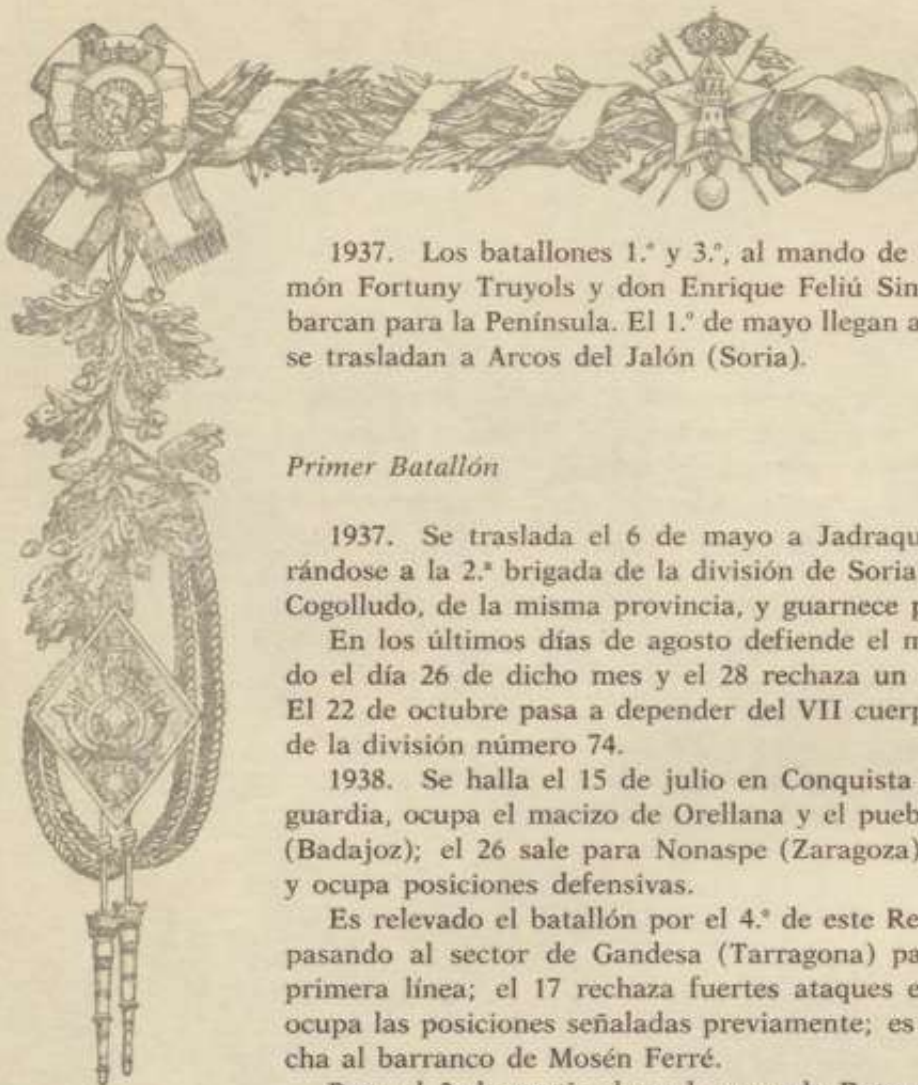 1937. Los batallones 1.º y 3.º, al mando de
món Fortuny Truyols y don Enrique Feliú Sin
barcan para la Península. El 1.º de mayo llegan a
se trasladan a Arcos del Jalón (Soria).
Primer Batallón
1937. Se traslada el 6 de mayo a Jadraqu
rándose a la 2.ª brigada de la división de Soria
Cogolludo, de la misma provincia, y guarnece p
En los últimos días de agosto defiende el m
do el día 26 de dicho mes y el 28 rechaza un
El 22 de octubre pasa a depender del VII cuerp
de la división número 74.
1938. Se halla el 15 de julio en Conquista
guardia, ocupa el macizo de Orellana y el pueb
(Badajoz); el 26 sale para Nonaspe (Zaragoza)
y ocupa posiciones defensivas.
Es relevado el batallón por el 4.º de este Re
pasando al sector de Gandesa (Tarragona) pa
primera línea; el 17 rechaza fuertes ataques e
ocupa las posiciones señaladas previamente; es
cha al barranco de Mosén Ferré.